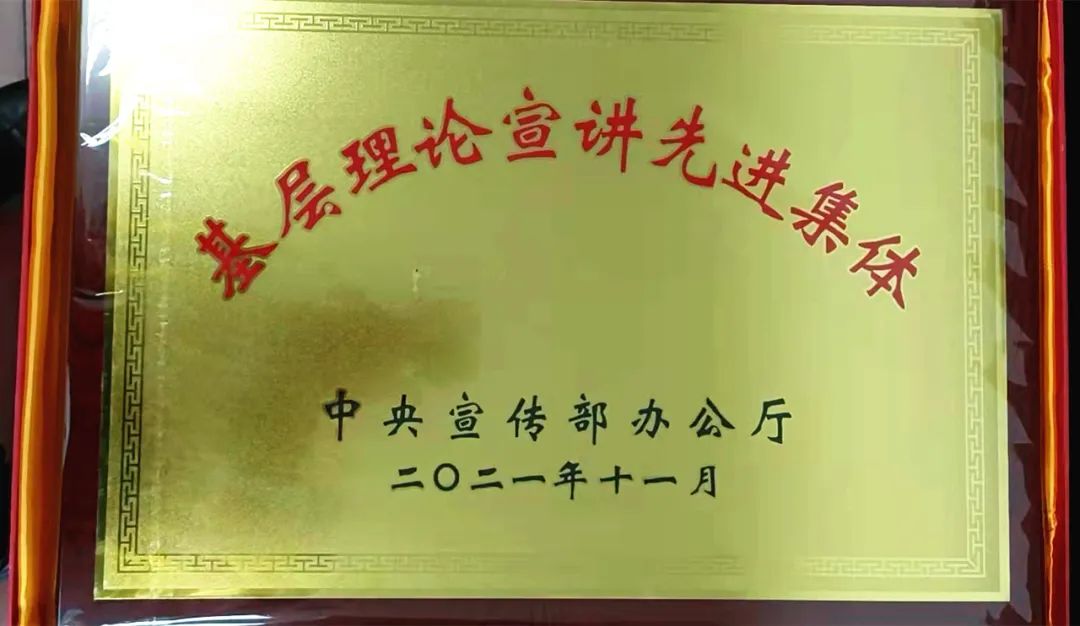 基层理论宣讲先进集体
中央宣传部办公厅
二〇二一年十一月